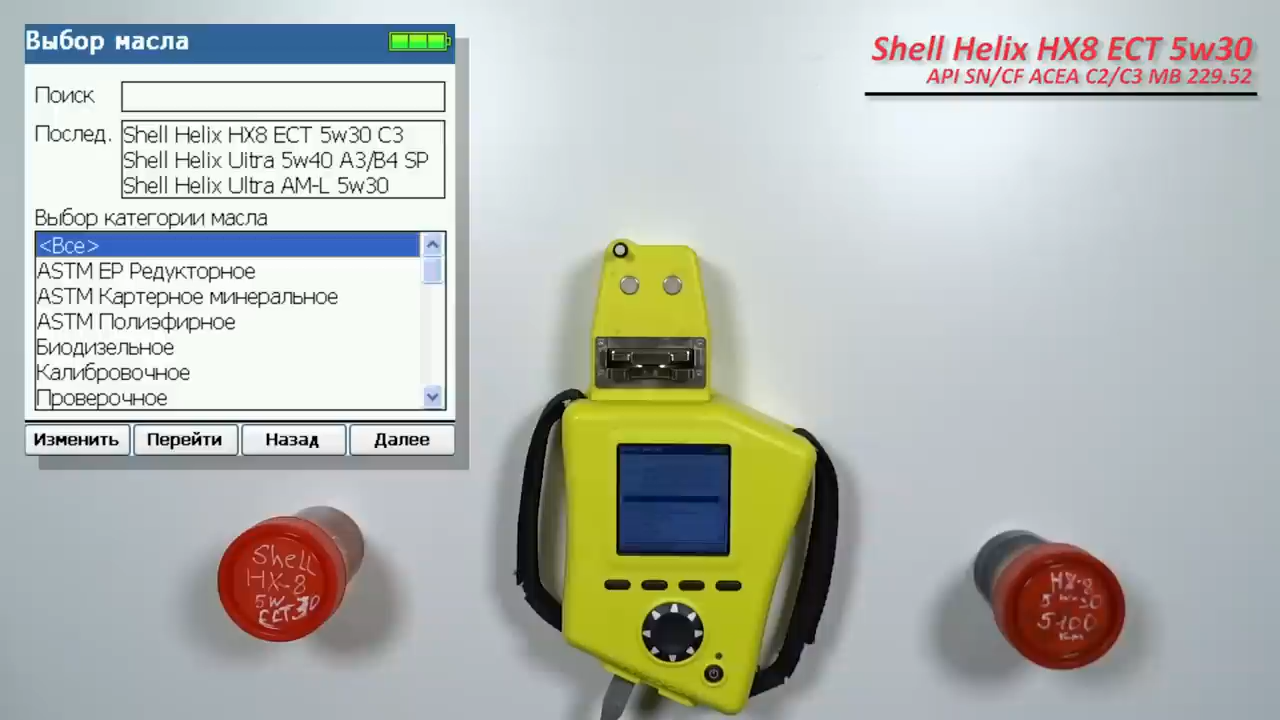 Выбор масла
Поиск
Послед.
Shell Helix HX8 ECT 5w30 C3
Shell Helix Ultra 5w40 A3/B4 SP
Shell Helix Ultra AM-L 5w30
Выбор категории масла
<Все>
ASTM EP Редукторное
ASTM Картерное минеральное
ASTM Полиэфирное
Биодизельное
Калибровочное
Проверочное
Изменить
Перейти
Назад
Далее
Shell Helix HX8 ECT 5w30
API SN/CF ACEA C2/C3 MB 229.52
Shell
HX-8
5w30
ECT
HX-8
5w-30
5100
Km